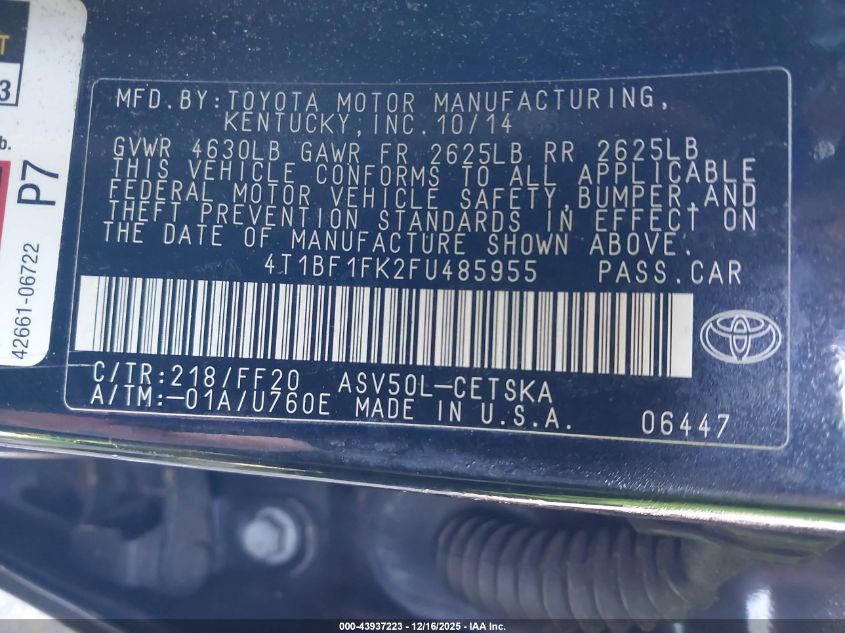 T
3
b.
P7
42661-06722
MFD.BY:TOYOTA MOTOR MANUFACTURING,
KENTUCKY,INC.10/14
GVWR 4630LB GAWR FR 2625LB RR 2625LB
THIS VEHICLE CONFORMS TO ALL APPLICABLE
FEDERAL MOTOR VEHICLE SAFETY,BUMPER,AND
THEFT PREVENTION STANDARDS IN EFFECT ON
THE DATE OF MANUFACTURE SHOWN ABOVE.
4T1BF1FK2FU485955 PASS.CAR
C/TR:218/FF20 ASV50L-CETSKA
A/TM:-01A/U760E MADE IN U.S.A. 06447
000-43937223 - 12/16/2025 - IAA Inc.